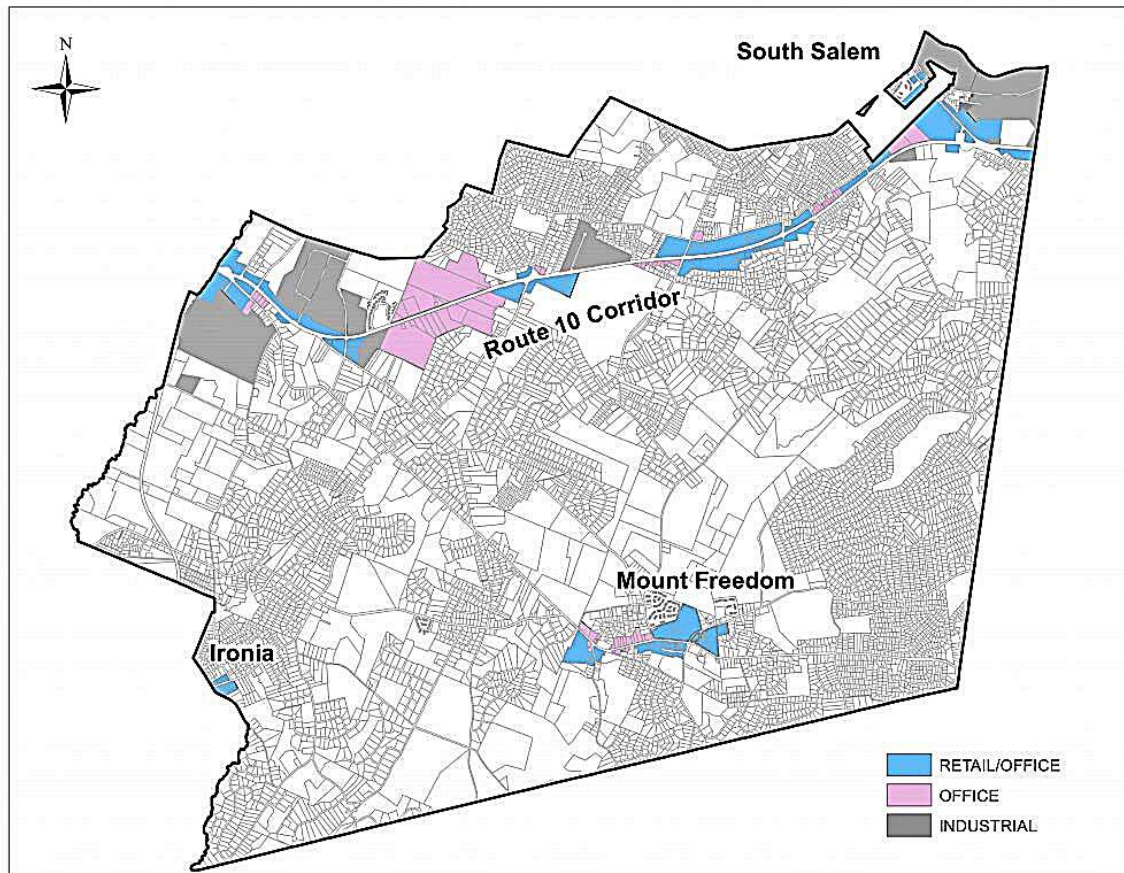 N
South Salem
Route 10 Corridor
Mount Freedom
Ironia
RETAIL/OFFICE
OFFICE
INDUSTRIAL